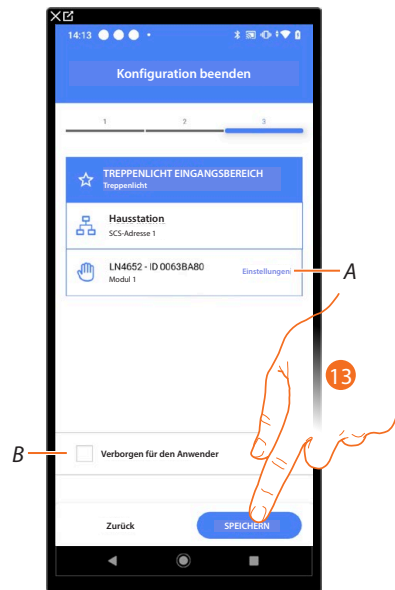 14:13
Konfiguration beenden
1 2 3
TREPPENLICHT EINGANGSBEREICH
Treppenlicht
Hausstation
SCS-Adresse 1
LN4652 - ID 0063BA80
Einstellungen
Modul 1
A
13
B
Verborgen für den Anwender
Zurück
SPEICHERN